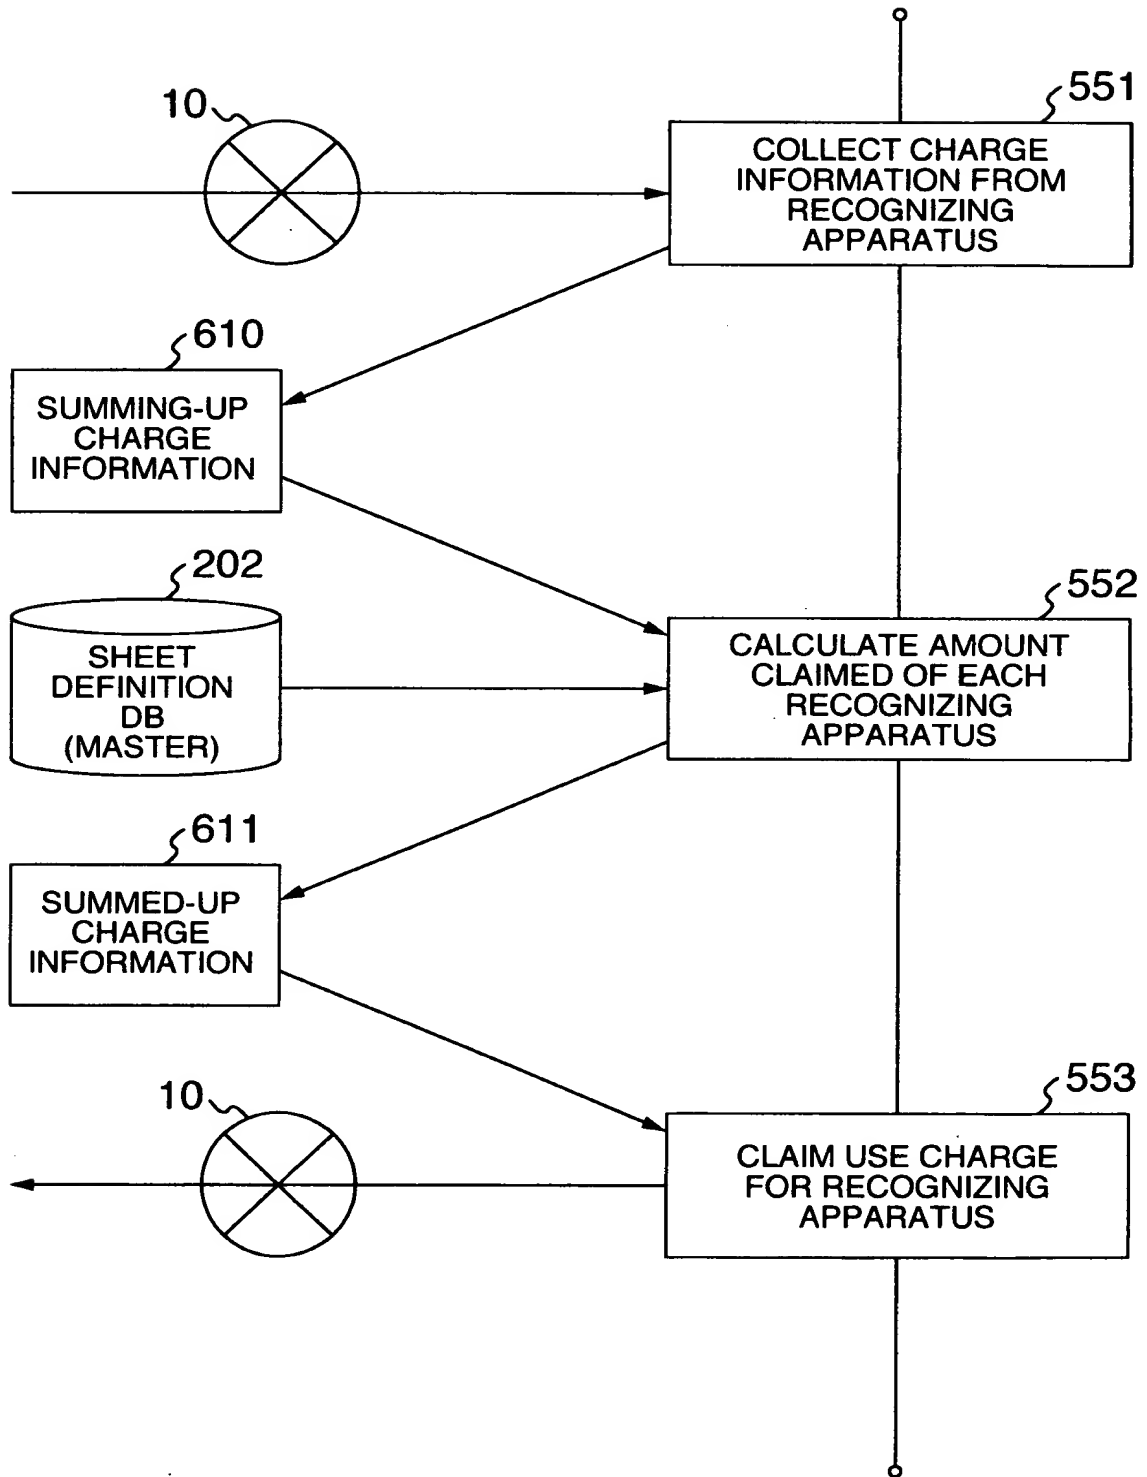 10
551
COLLECT CHARGE
INFORMATION FROM
RECOGNIZING
APPARATUS
610
SUMMING-UP
CHARGE
INFORMATION
202
SHEET
DEFINITION
DB
(MASTER)
552
CALCULATE AMOUNT
CLAIMED OF EACH
RECOGNIZING
APPARATUS
611
SUMMED-UP
CHARGE
INFORMATION
10
553
CLAIM USE CHARGE
FOR RECOGNIZING
APPARATUS